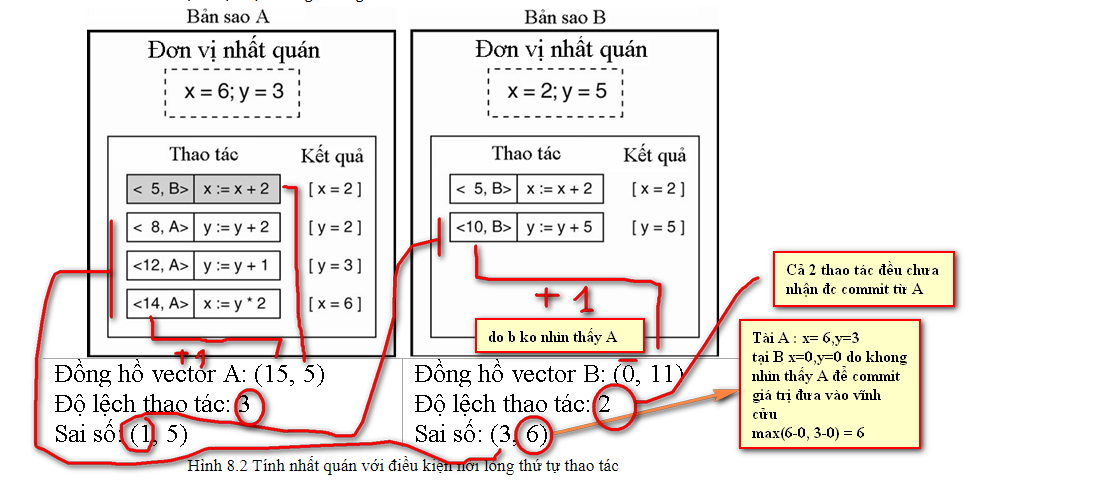 Bản sao A
Đơn vị nhất quán
x = 6; y = 3
Thao tác Kết quả
< 5, B> x := x + 2 [ x = 2 ]
< 8, A> y := y + 2 [ y = 2 ]
<12, A> y := y + 1 [ y = 3 ]
<14, A> x := y * 2 [ x = 6 ]
+1
Đồng hồ vector A: (15, 5)
Độ lệch thao tác: 3
Sai số: (1, 5)
Bản sao B
Đơn vị nhất quán
x = 2; y = 5
Thao tác Kết quả
< 5, B> x := x + 2 [ x = 2 ]
<10, B> y := y + 5 [ y = 5 ]
+ 1
do b ko nhìn thấy A
Đồng hồ vector B: (0, 11)
Độ lệch thao tác: 2
Sai số: (3, 6)
Cả 2 thao tác đều chưa
nhận đc commit từ A
Tài A : x= 6,y=3
tại B x=0,y=0 do khong
nhìn thấy A để commit
giá trị đưa vào vĩnh
cửu
max(6-0, 3-0) = 6
Hình 8.2 Tính nhất quán với điều kiện nới lỏng thứ tự thao tác